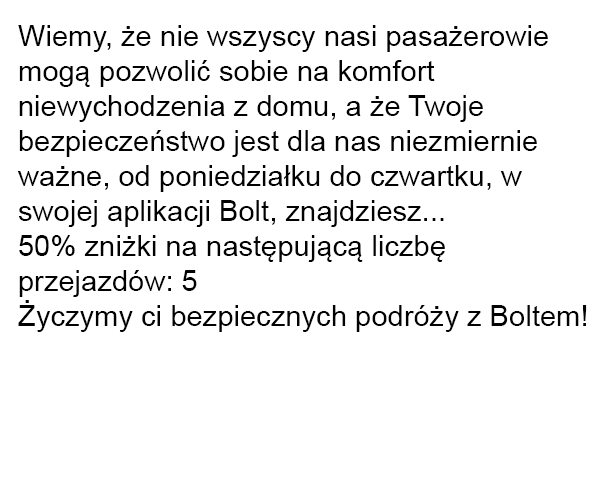 Wiemy, że nie wszyscy nasi pasażerowie
mogą pozwolić sobie na komfort
niewychodzenia z domu, a że Twoje
bezpieczeństwo jest dla nas niezmiernie
ważne, od poniedziałku do czwartku, w
swojej aplikacji Bolt, znajdziesz...
50% zniżki na następującą liczbę
przejazdów: 5
Życzymy ci bezpiecznych podróży z Boltem!